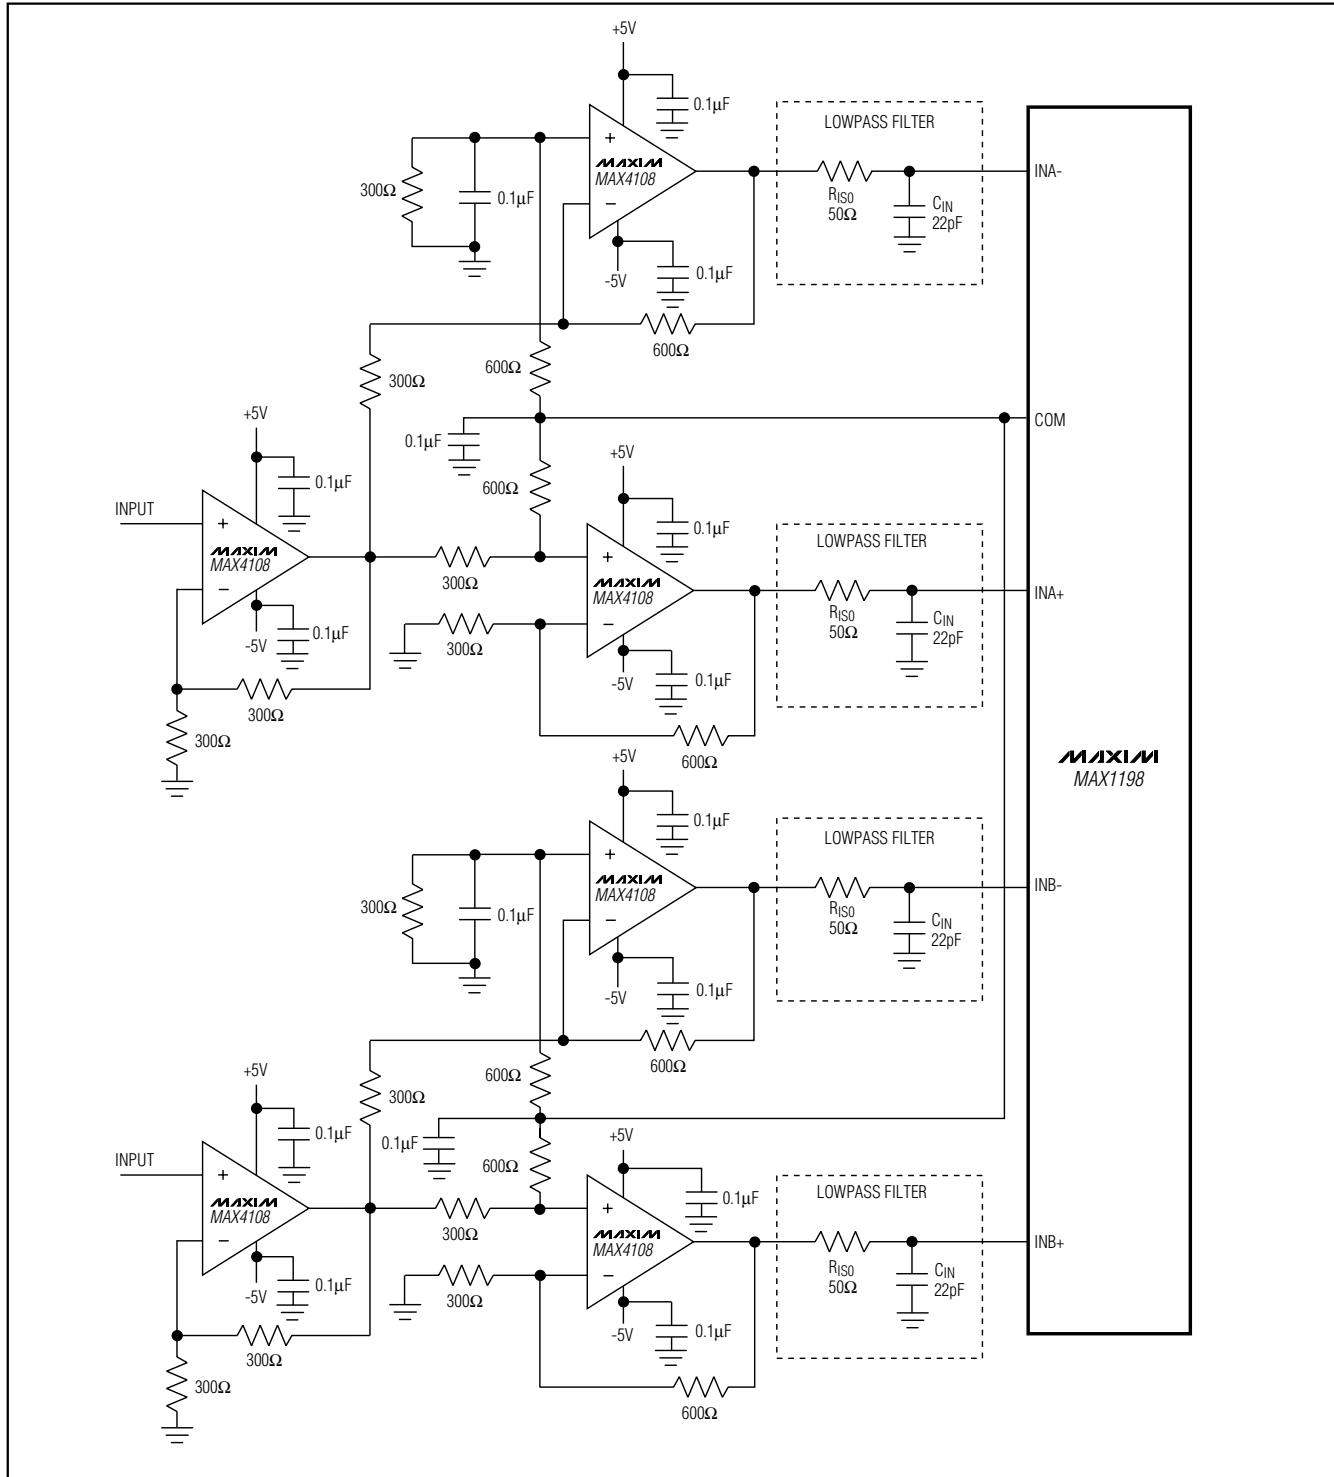 +5V
0.1µF
LOWPASS FILTER
+
MAXIM
MAX4108
INA-
300Ω
0.1µF
RISO
50Ω
CIN
22pF
−
-5V
0.1µF
600Ω
300Ω
600Ω
COM
+5V
0.1µF
0.1µF
600Ω
+5V
0.1µF
INPUT
+
MAXIM
MAX4108
−
-5V
0.1µF
300Ω
+
MAXIM
MAX4108
−
LOWPASS FILTER
INA+
RISO
50Ω
CIN
22pF
300Ω
-5V
0.1µF
300Ω
300Ω
600Ω
MAXIM
MAX1198
+5V
0.1µF
LOWPASS FILTER
+
MAXIM
MAX4108
INB-
300Ω
0.1µF
RISO
50Ω
CIN
22pF
−
-5V
0.1µF
600Ω
300Ω
600Ω
+5V
0.1µF
0.1µF
600Ω
+5V
0.1µF
INPUT
+
MAXIM
MAX4108
−
-5V
0.1µF
300Ω
+
MAXIM
MAX4108
−
LOWPASS FILTER
INB+
RISO
50Ω
CIN
22pF
300Ω
-5V
0.1µF
300Ω
300Ω
600Ω